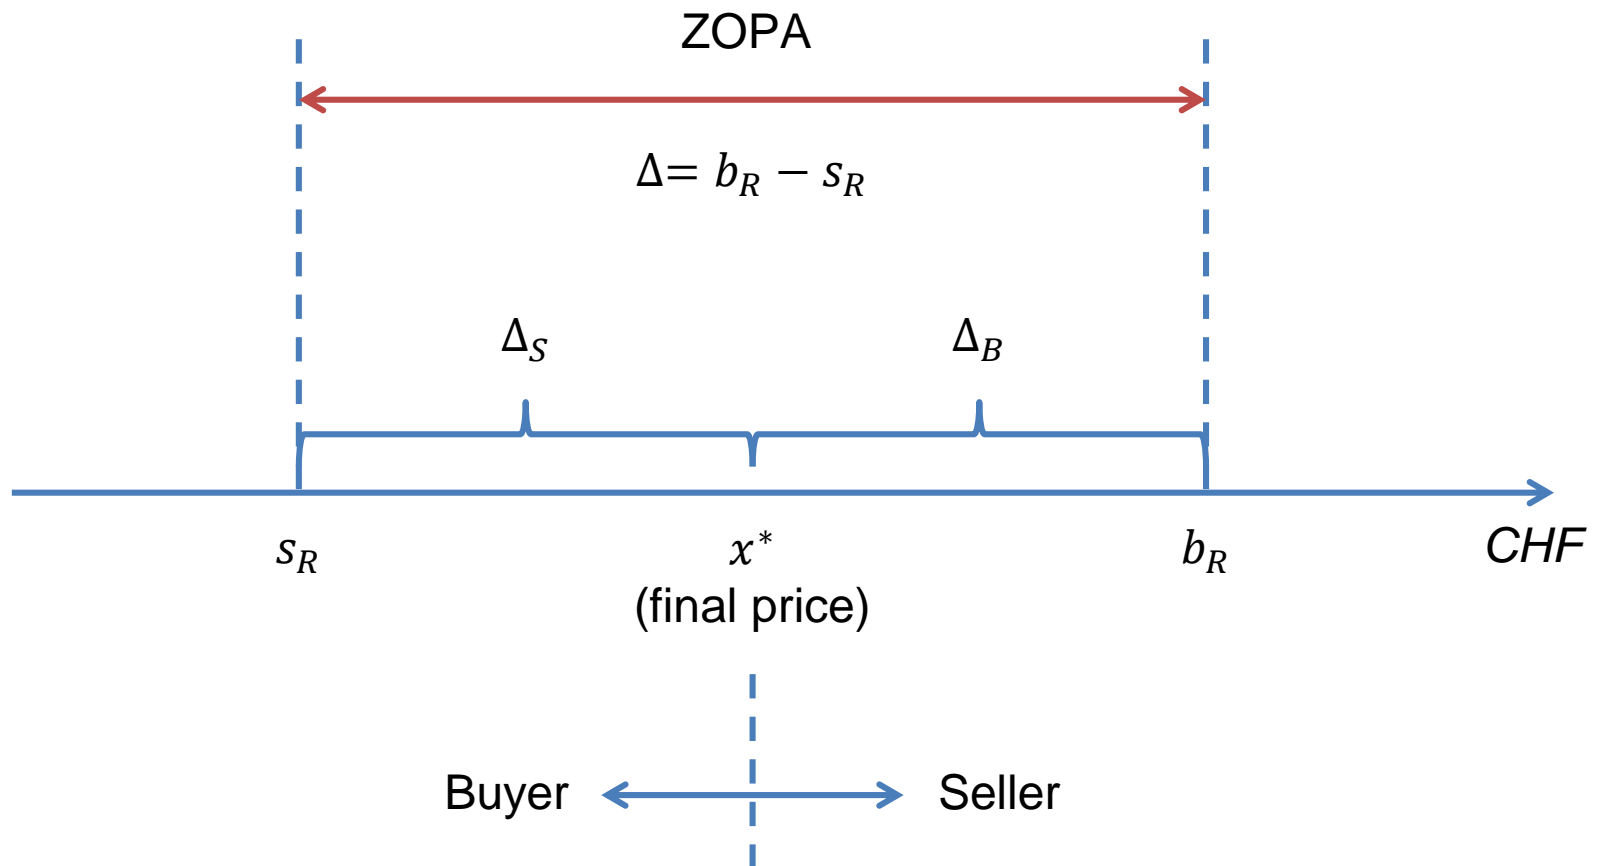 ZOPA
Δ= b_R − s_R
Δ_S
Δ_B
s_R
x*
b_R
CHF
(final price)
Buyer
Seller